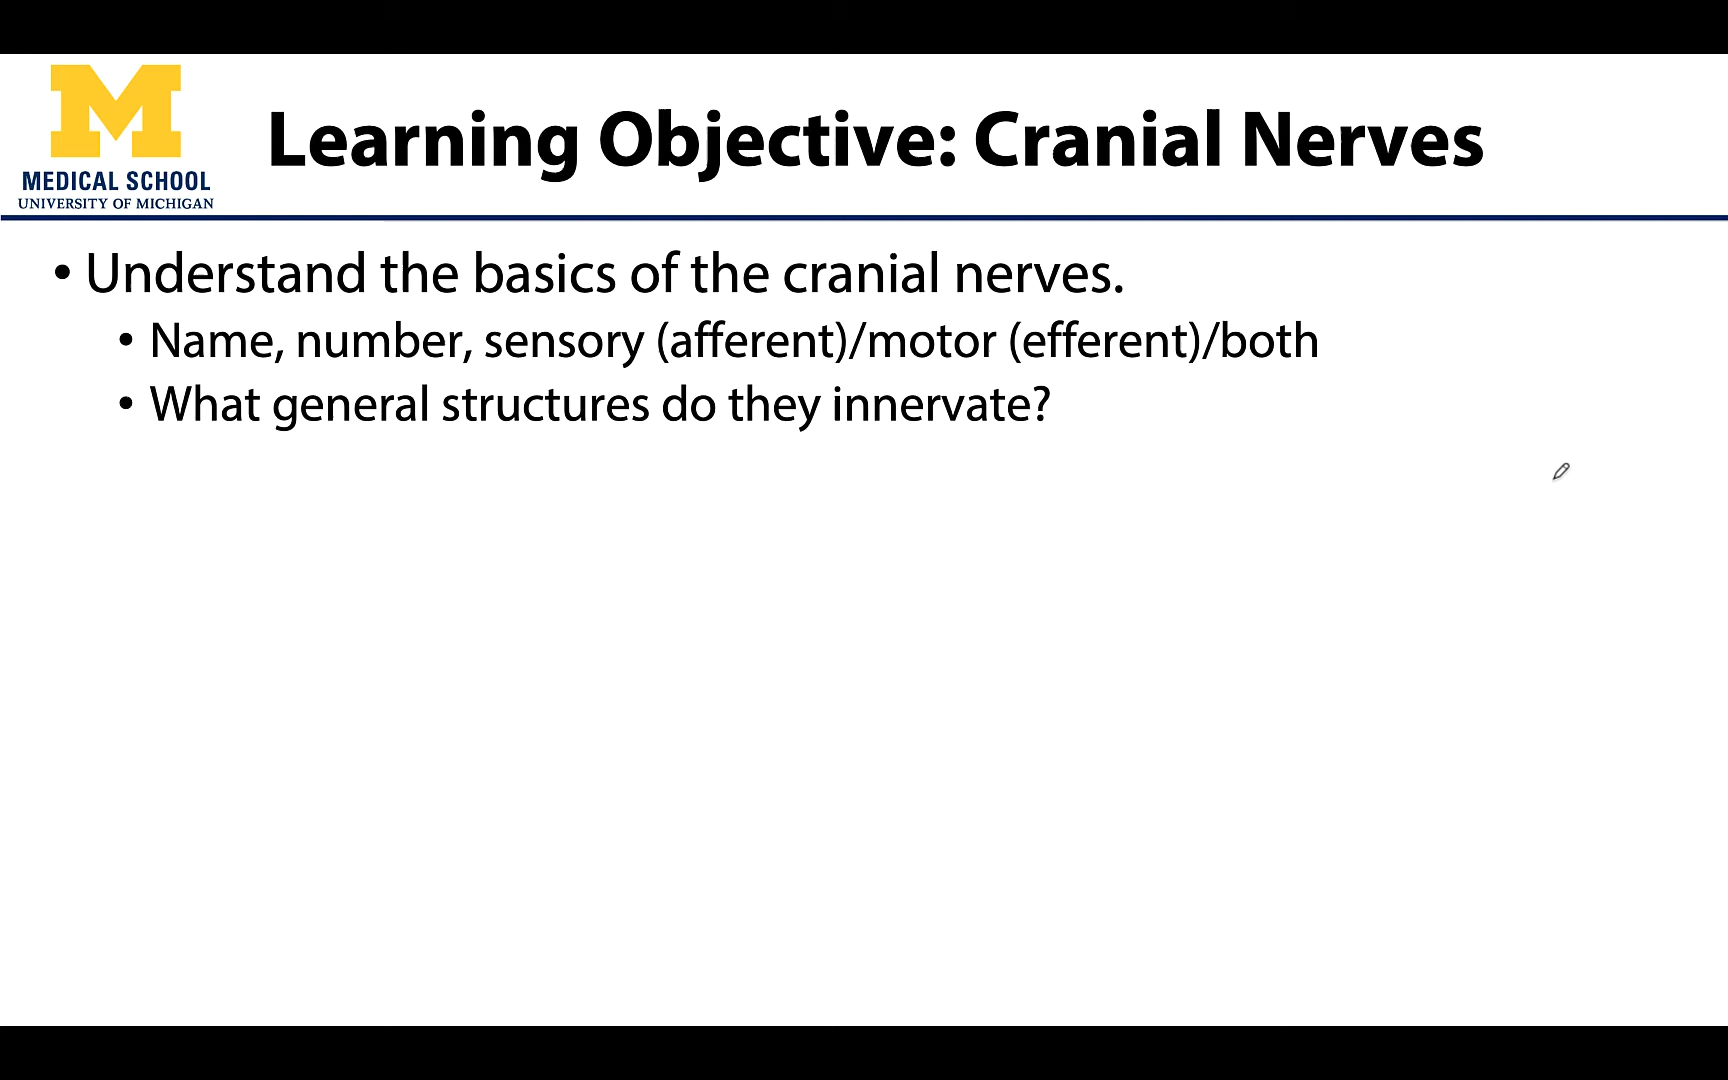 M
MEDICAL SCHOOL
UNIVERSITY OF MICHIGAN
Learning Objective: Cranial Nerves
• Understand the basics of the cranial nerves.
• Name, number, sensory (afferent)/motor (efferent)/both
• What general structures do they innervate?